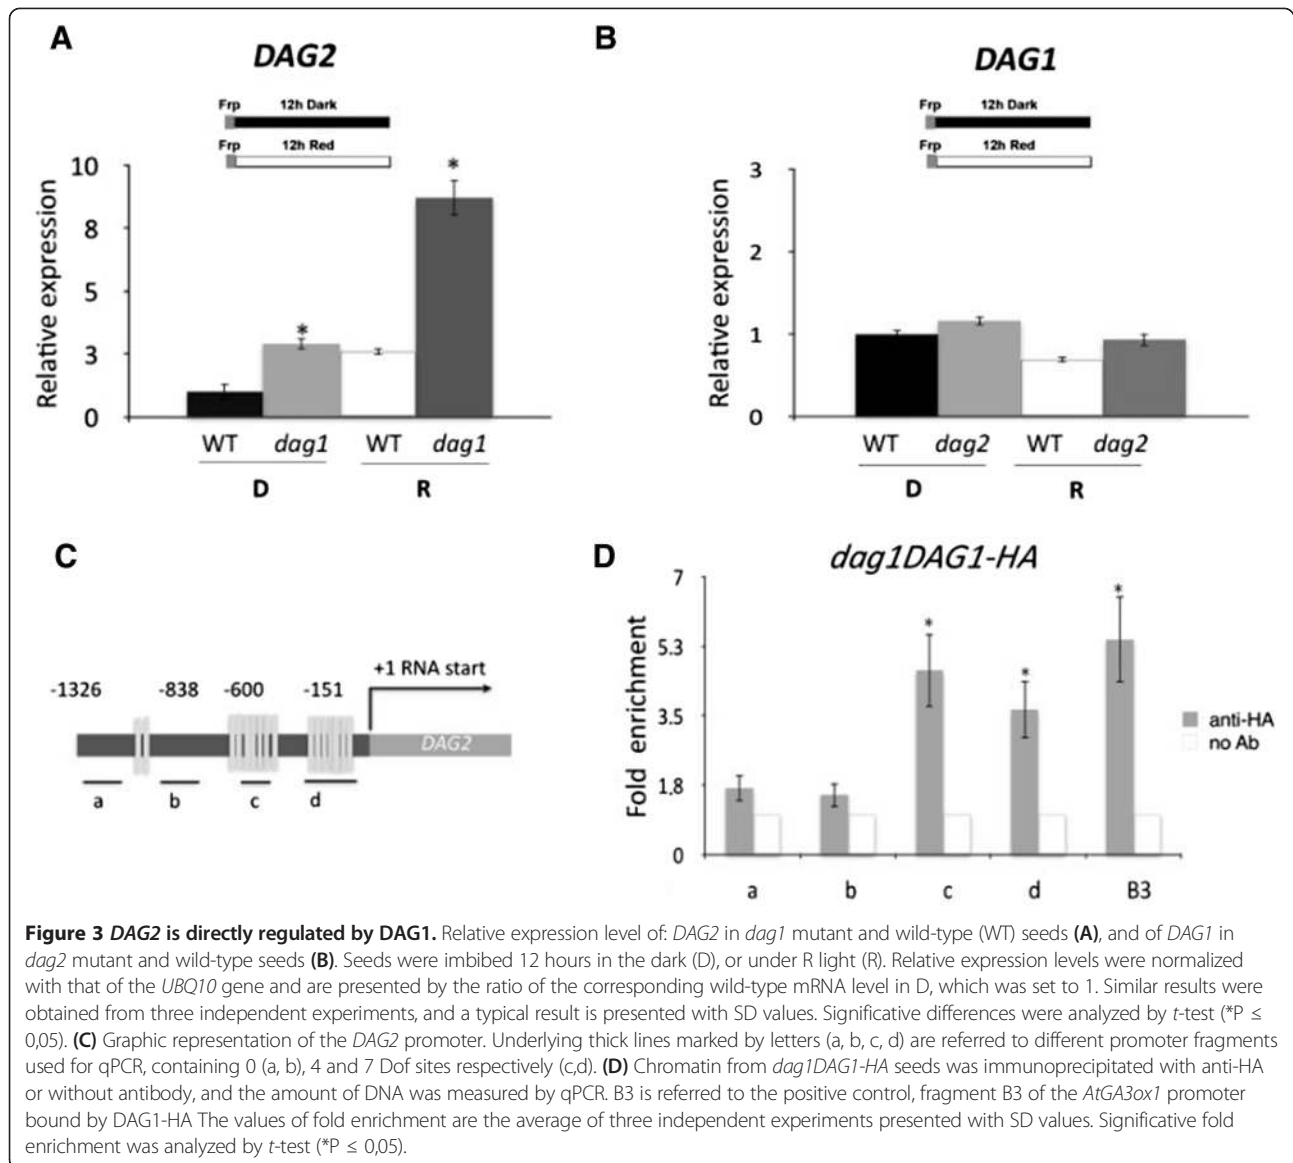 A
DAG2
Frp 12h Dark
Frp 12h Red
Relative expression
10
8
5
3
0
*
*
WT dag1 WT dag1
D R
B
DAG1
Frp 12h Dark
Frp 12h Red
Relative expression
3
2
1
0
WT dag2 WT dag2
D R
C
-1326 -838 -600 -151
+1 RNA start
DAG2
a b c d
D
dag1DAG1-HA
Fold enrichment
7
5.3
3.5
1.8
0
* * *
a b c d B3
anti-HA
no Ab
Figure 3 DAG2 is directly regulated by DAG1. Relative expression level of: DAG2 in dag1 mutant and wild-type (WT) seeds (A), and of DAG1 in
dag2 mutant and wild-type seeds (B). Seeds were imbibed 12 hours in the dark (D), or under R light (R). Relative expression levels were normalized
with that of the UBQ10 gene and are presented by the ratio of the corresponding wild-type mRNA level in D, which was set to 1. Similar results were
obtained from three independent experiments, and a typical result is presented with SD values. Significative differences were analyzed by t-test (*P ≤
0,05). (C) Graphic representation of the DAG2 promoter. Underlying thick lines marked by letters (a, b, c, d) are referred to different promoter fragments
used for qPCR, containing 0 (a, b), 4 and 7 Dof sites respectively (c,d). (D) Chromatin from dag1DAG1-HA seeds was immunoprecipitated with anti-HA
or without antibody, and the amount of DNA was measured by qPCR. B3 is referred to the positive control, fragment B3 of the AtGA3ox1 promoter
bound by DAG1-HA The values of fold enrichment are the average of three independent experiments presented with SD values. Significative fold
enrichment was analyzed by t-test (*P ≤ 0,05).